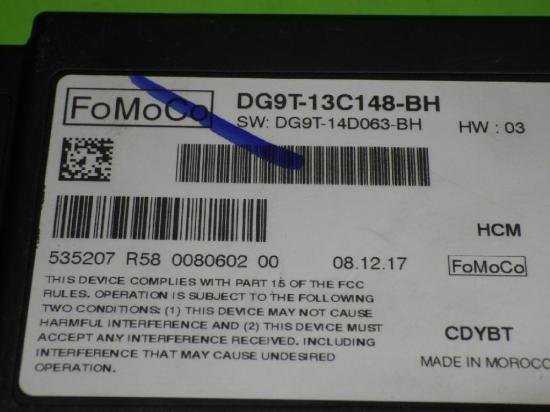 FoMoCo
DG9T-13C148-BH
SW: DG9T-14D063-BH
HW : 03
HCM
535207 R58 0080602 00
08.12.17
FoMoCo
THIS DEVICE COMPLIES WITH PART 15 OF THE FCC
RULES. OPERATION IS SUBJECT TO THE FOLLOWING
TWO CONDITIONS: (1) THIS DEVICE MAY NOT CAUSE
HARMFUL INTERFERENCE AND (2) THIS DEVICE MUST
ACCEPT ANY INTERFERENCE RECEIVED. INCLUDING
INTERFERENCE THAT MAY CAUSE UNDESIRED
OPERATION.
CDYBT
MADE IN MOROC